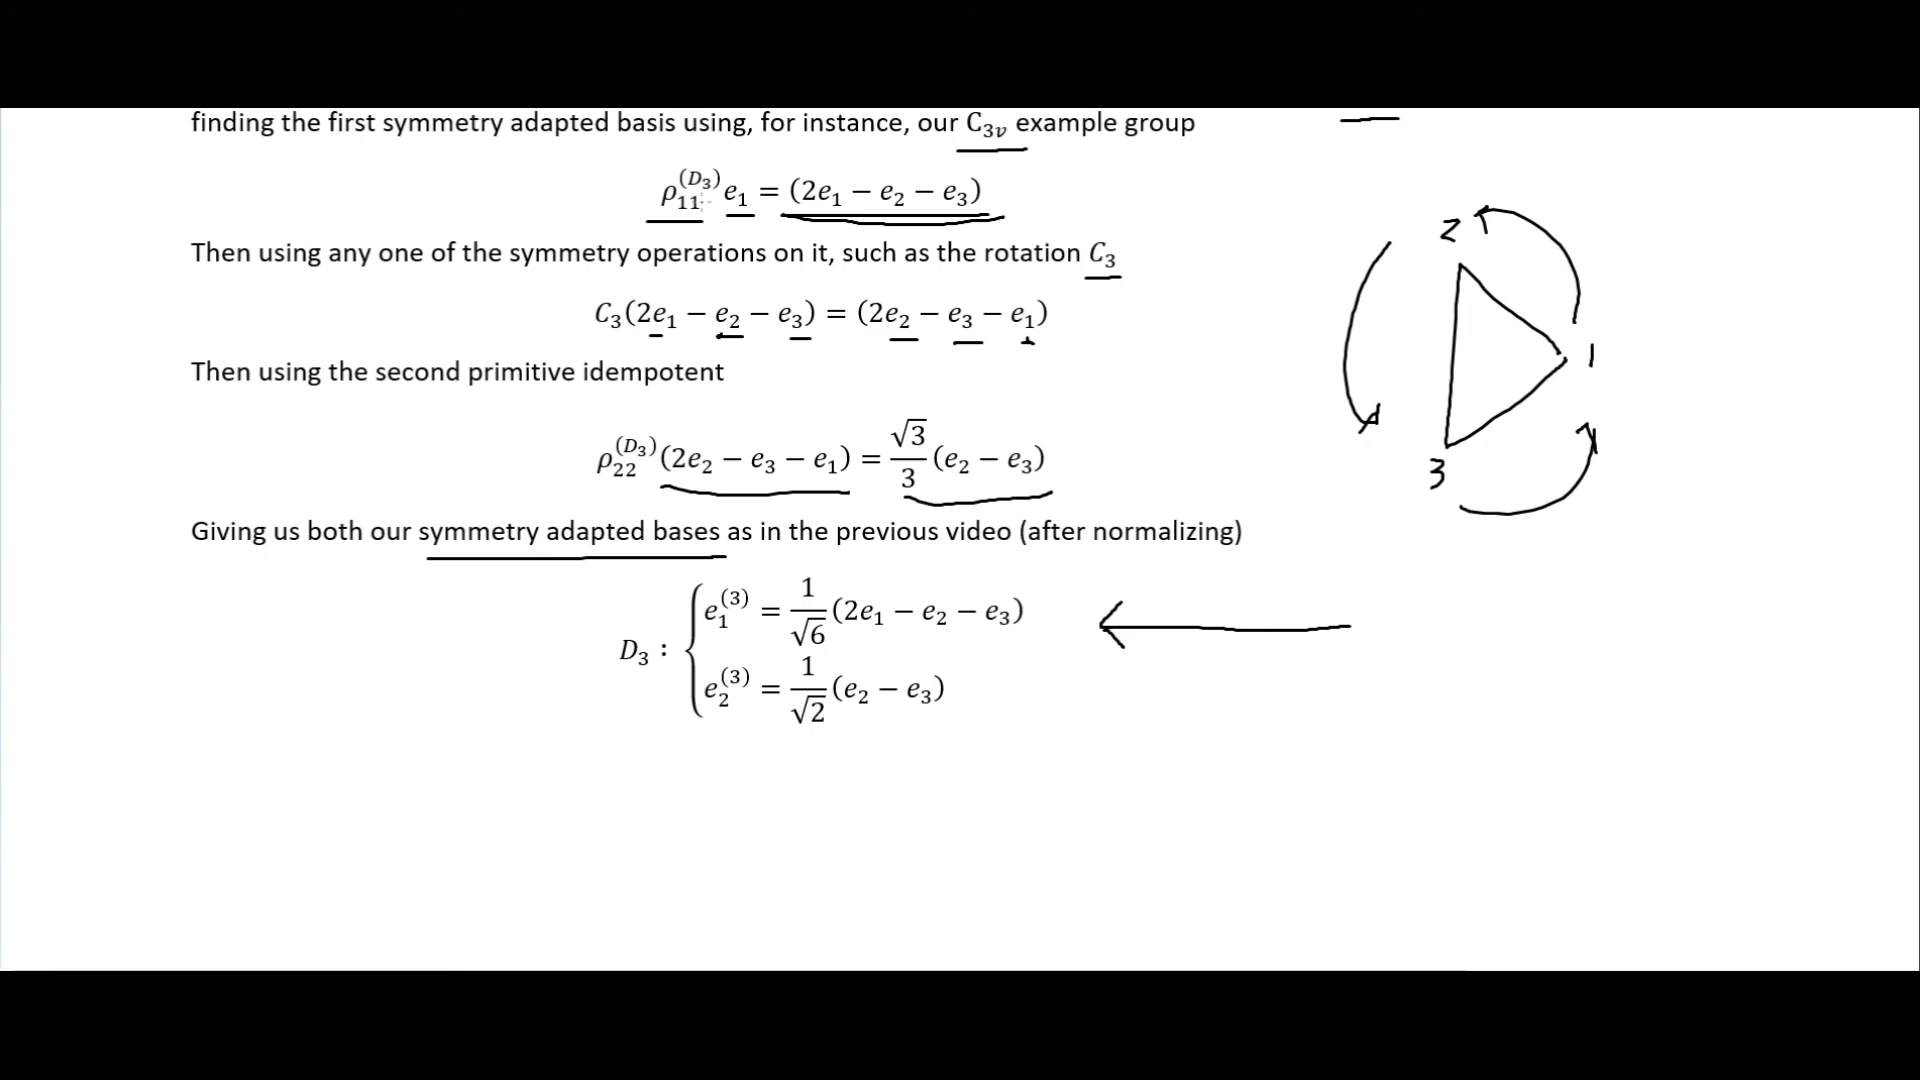 finding the first symmetry adapted basis using, for instance, our C₃ᵥ example group
ρ₁₁^(D₃) e₁ = (2e₁ − e₂ − e₃)
Then using any one of the symmetry operations on it, such as the rotation C₃
C₃(2e₁ − e₂ − e₃) = (2e₂ − e₃ − e₁)
Then using the second primitive idempotent
ρ₂₂^(D₃) (2e₂ − e₃ − e₁) = √3/3 (e₂ − e₃)
Giving us both our symmetry adapted bases as in the previous video (after normalizing)
D₃ : { e₁^(3) = 1/√6 (2e₁ − e₂ − e₃)
e₂^(3) = 1/√2 (e₂ − e₃)
2
1
3